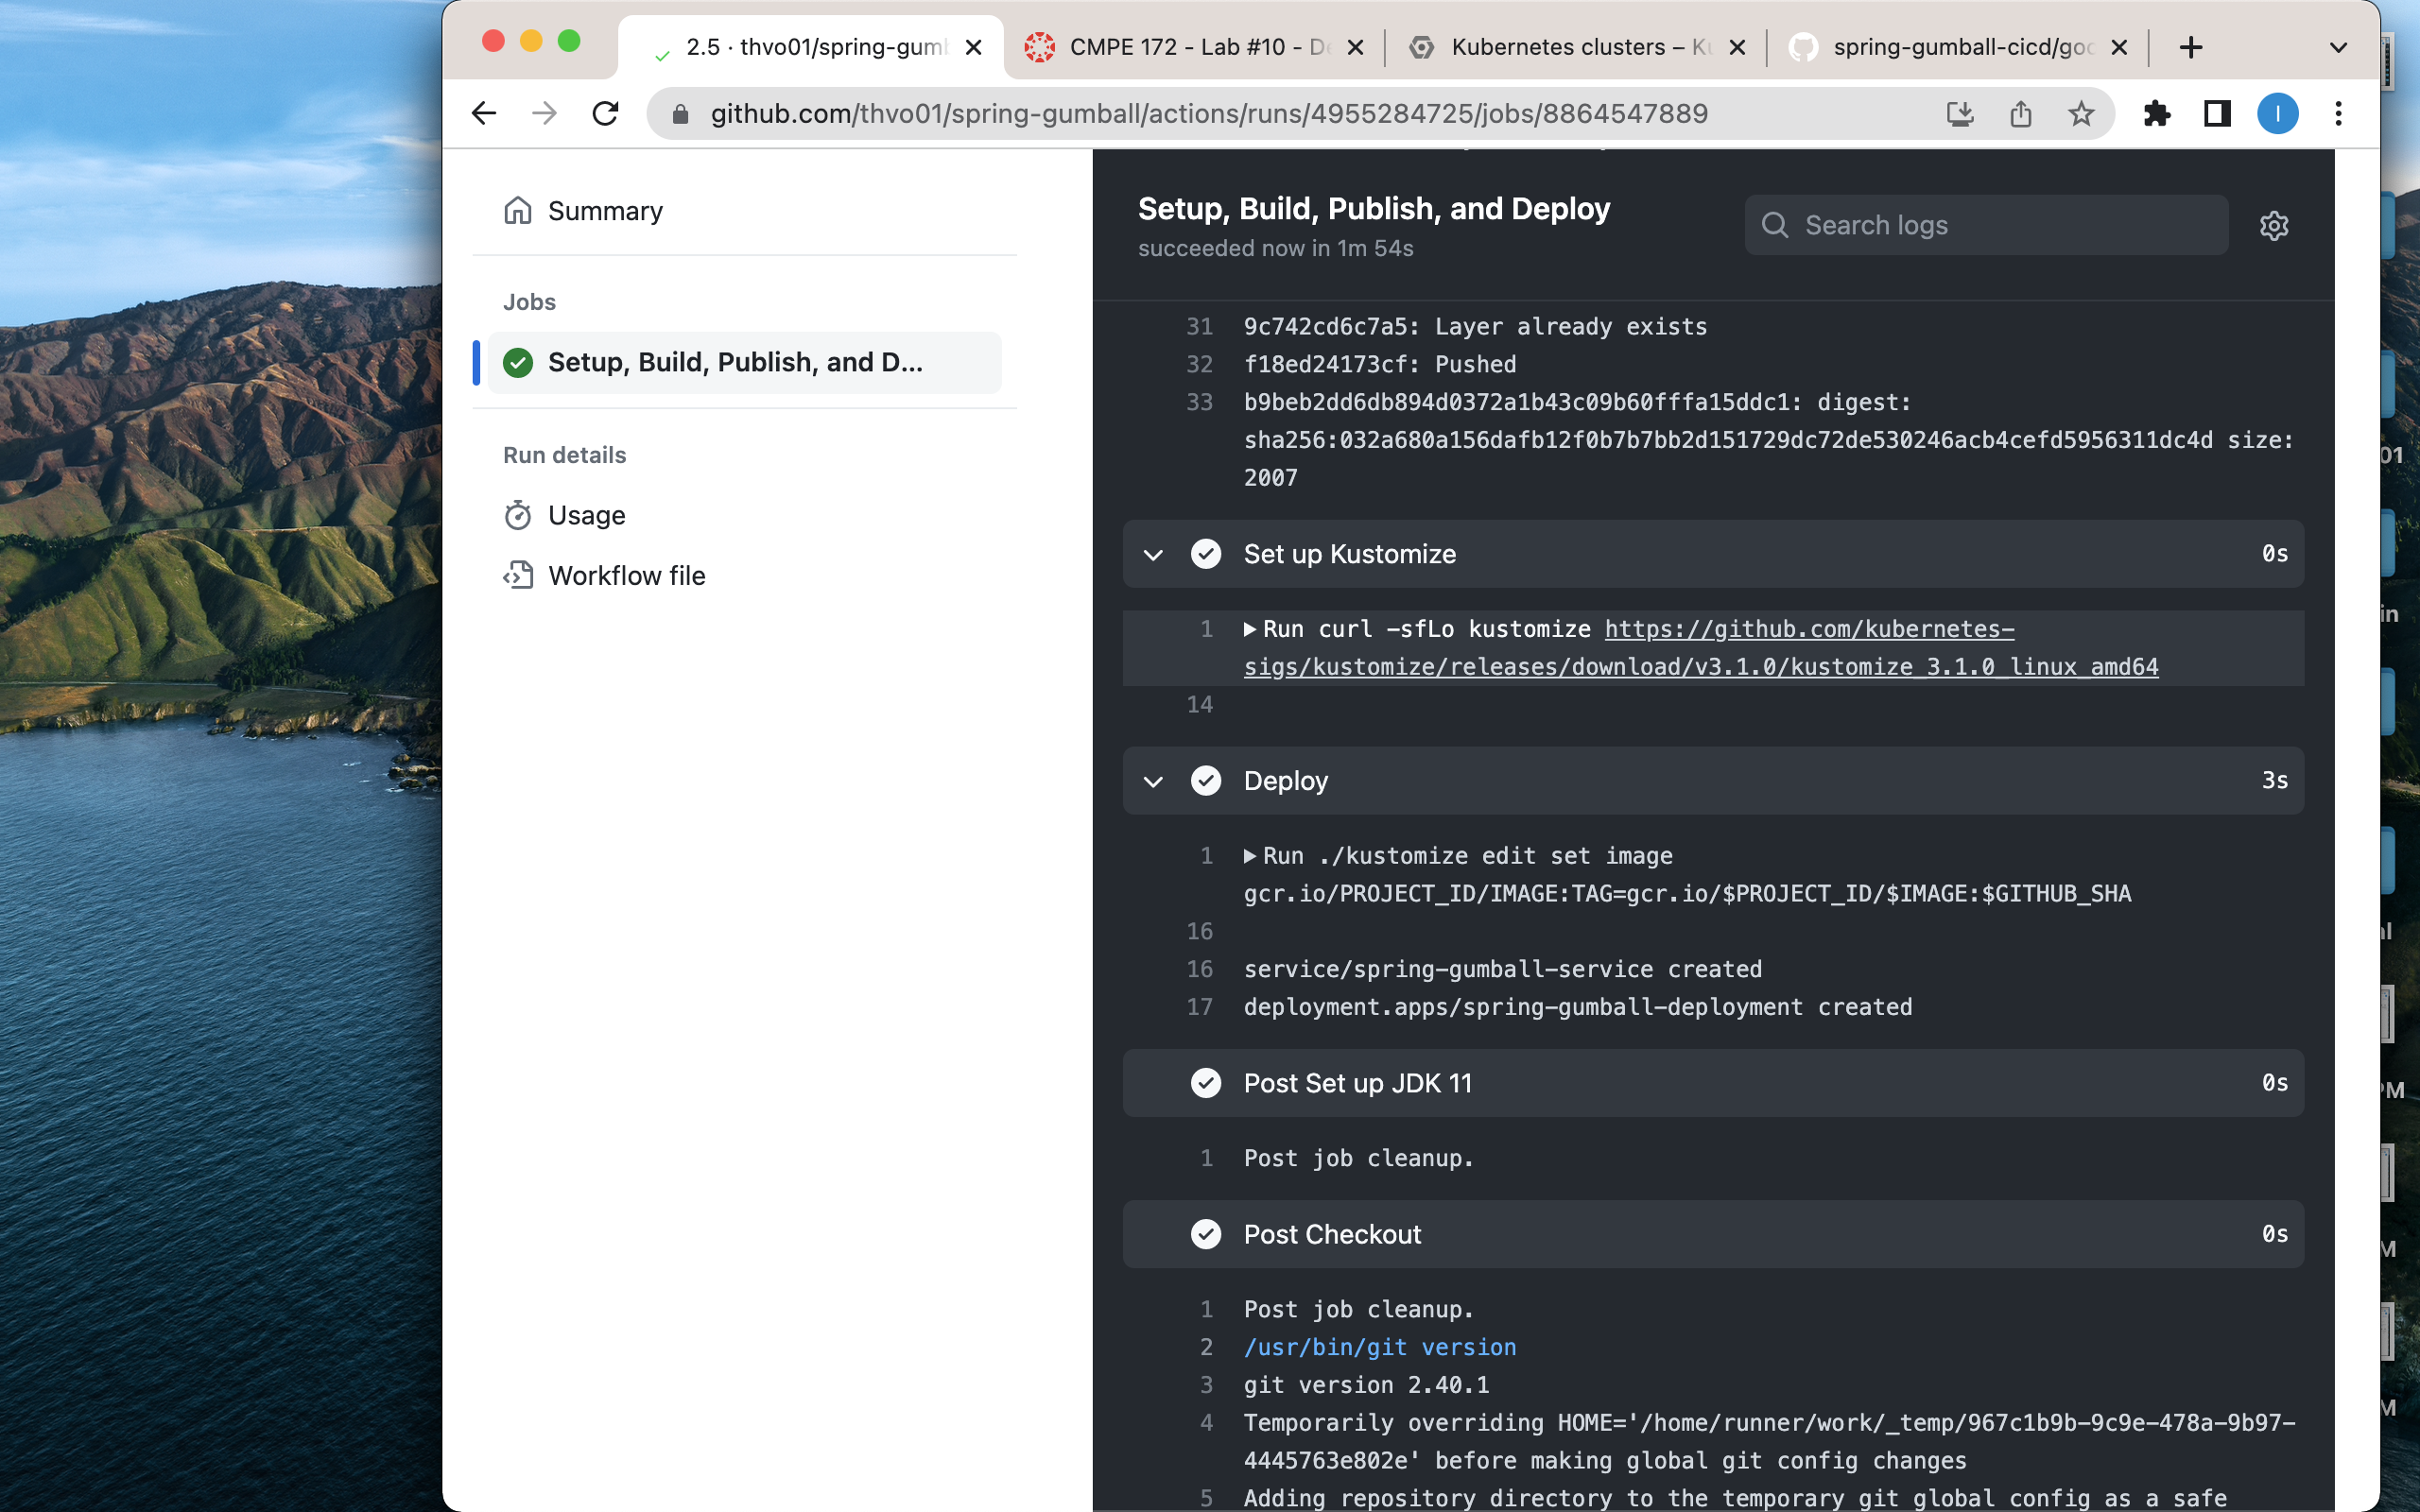 2.5 · thvo01/spring-gumb
CMPE 172 - Lab #10 - De
Kubernetes clusters – Ku
spring-gumball-cicd/goo
github.com/thvo01/spring-gumball/actions/runs/4955284725/jobs/8864547889
I
Summary
Jobs
Setup, Build, Publish, and D...
Run details
Usage
Workflow file
Setup, Build, Publish, and Deploy
succeeded now in 1m 54s
Search logs
31 9c742cd6c7a5: Layer already exists
32 f18ed24173cf: Pushed
33 b9beb2dd6db894d0372a1b43c09b60fffa15ddc1: digest:
sha256:032a680a156dafb12f0b7b7bb2d151729dc72de530246acb4cefd5956311dc4d size:
2007
Set up Kustomize 0s
1 Run curl -sfLo kustomize https://github.com/kubernetes-
sigs/kustomize/releases/download/v3.1.0/kustomize_3.1.0_linux_amd64
14
Deploy 3s
1 Run ./kustomize edit set image
gcr.io/PROJECT_ID/IMAGE:TAG=gcr.io/$PROJECT_ID/$IMAGE:$GITHUB_SHA
16
16 service/spring-gumball-service created
17 deployment.apps/spring-gumball-deployment created
Post Set up JDK 11 0s
1 Post job cleanup.
Post Checkout 0s
1 Post job cleanup.
2 /usr/bin/git version
3 git version 2.40.1
4 Temporarily overriding HOME='/home/runner/work/_temp/967c1b9b-9c9e-478a-9b97-
4445763e802e' before making global git config changes
5 Adding repository directory to the temporary git global config as a safe
01
in
PM
M
M